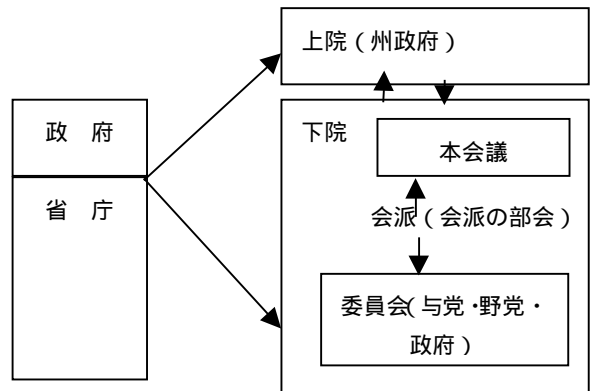 上院（州政府）
政　府
省　庁
下院
本会議
会派（会派の部会）
委員会（与党・野党・
政府）